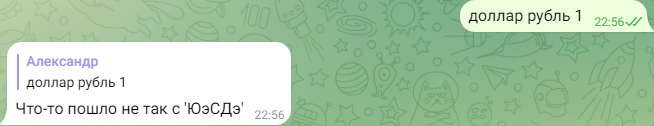 доллар рубль 1
22:56
Александр
доллар рубль 1
Что-то пошло не так с 'ЮэСДэ'
22:56